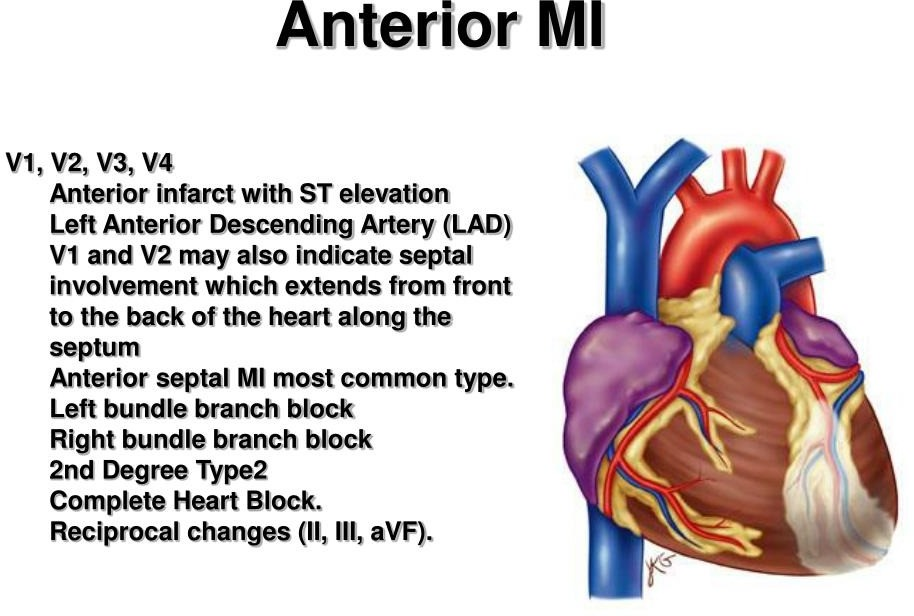 Anterior MI
V1, V2, V3, V4
Anterior infarct with ST elevation
Left Anterior Descending Artery (LAD)
V1 and V2 may also indicate septal
involvement which extends from front
to the back of the heart along the
septum
Anterior septal MI most common type.
Left bundle branch block
Right bundle branch block
2nd Degree Type2
Complete Heart Block.
Reciprocal changes (II, III, aVF).